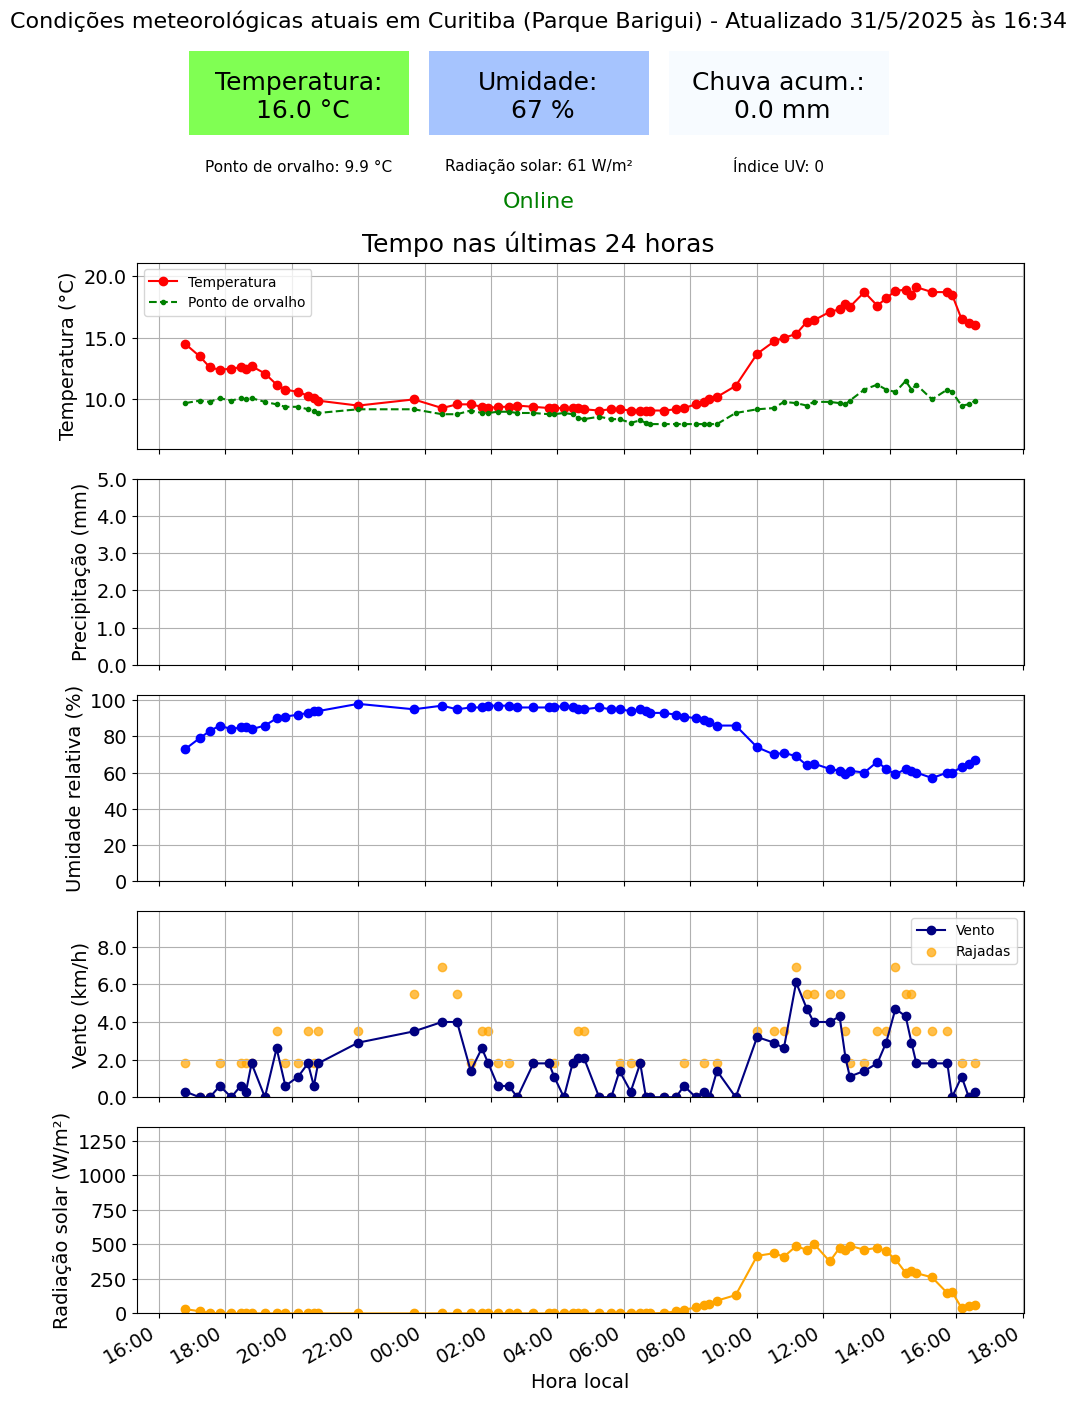 Condições meteorológicas atuais em Curitiba (Parque Barigui) - Atualizado 31/5/2025 às 16:34
Temperatura:
16.0 °C
Umidade:
67 %
Chuva acum.:
0.0 mm
Ponto de orvalho: 9.9 °C
Radiação solar: 61 W/m²
Índice UV: 0
Online
Tempo nas últimas 24 horas
Temperatura (°C)
20.0
15.0
10.0
Temperatura
Ponto de orvalho
Precipitação (mm)
5.0
4.0
3.0
2.0
1.0
0.0
Umidade relativa (%)
100
80
60
40
20
0
Vento (km/h)
8.0
6.0
4.0
2.0
0.0
Vento
Rajadas
Radiação solar (W/m²)
1250
1000
750
500
250
0
16:00
18:00
20:00
22:00
00:00
02:00
04:00
06:00
08:00
10:00
12:00
14:00
16:00
18:00
Hora local